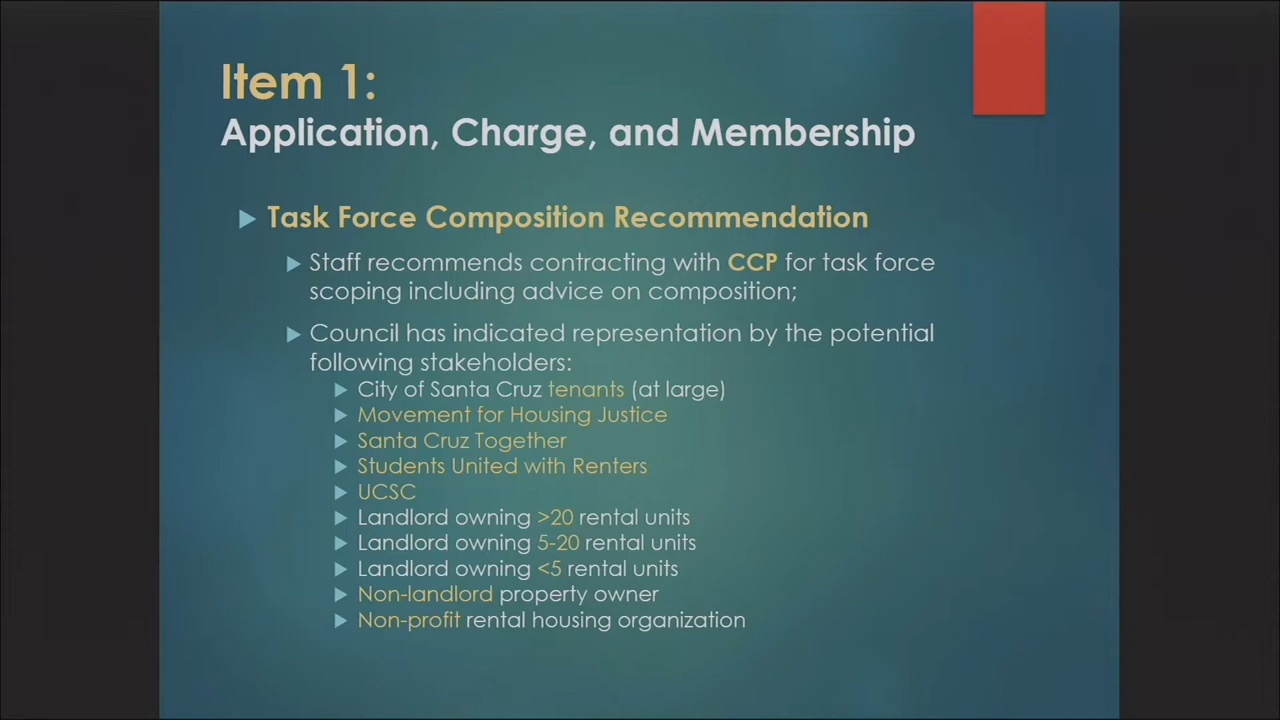 Item 1:
Application, Charge, and Membership
Task Force Composition Recommendation
Staff recommends contracting with CCP for task force
scoping including advice on composition;
Council has indicated representation by the potential
following stakeholders:
City of Santa Cruz tenants (at large)
Movement for Housing Justice
Santa Cruz Together
Students United with Renters
UCSC
Landlord owning >20 rental units
Landlord owning 5-20 rental units
Landlord owning <5 rental units
Non-landlord property owner
Non-profit rental housing organization